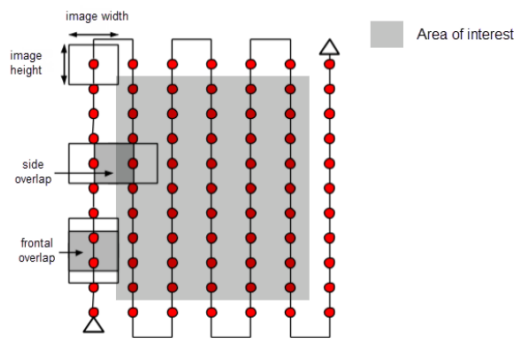 image width
Area of interest
image
height
side
overlap
frontal
overlap